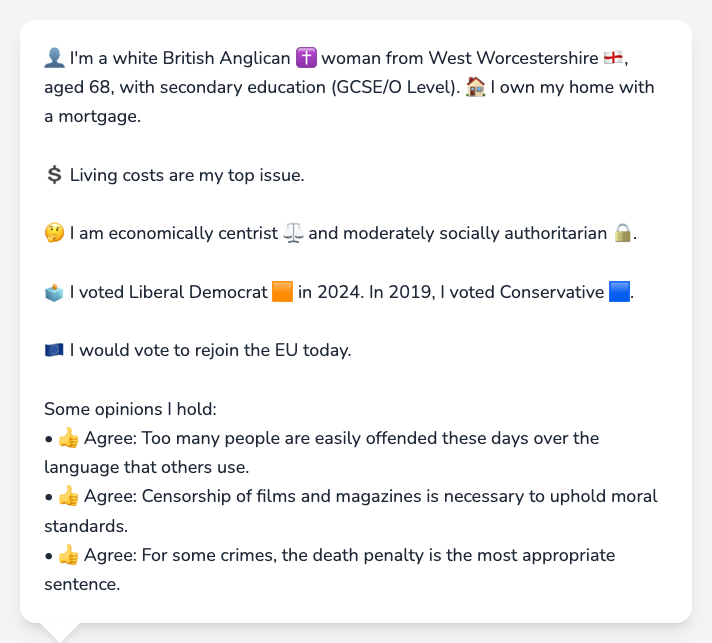 👤 I'm a white British Anglican ✝️ woman from West Worcestershire 🏴󠁧󠁢󠁥󠁮󠁧󠁿,
aged 68, with secondary education (GCSE/O Level). 🏠 I own my home with
a mortgage.
💲 Living costs are my top issue.
🤔 I am economically centrist ⚖️ and moderately socially authoritarian 🔒.
🗳️ I voted Liberal Democrat 🟧 in 2024. In 2019, I voted Conservative 🟦.
🇪🇺 I would vote to rejoin the EU today.
Some opinions I hold:
• 👍 Agree: Too many people are easily offended these days over the
language that others use.
• 👍 Agree: Censorship of films and magazines is necessary to uphold moral
standards.
• 👍 Agree: For some crimes, the death penalty is the most appropriate
sentence.